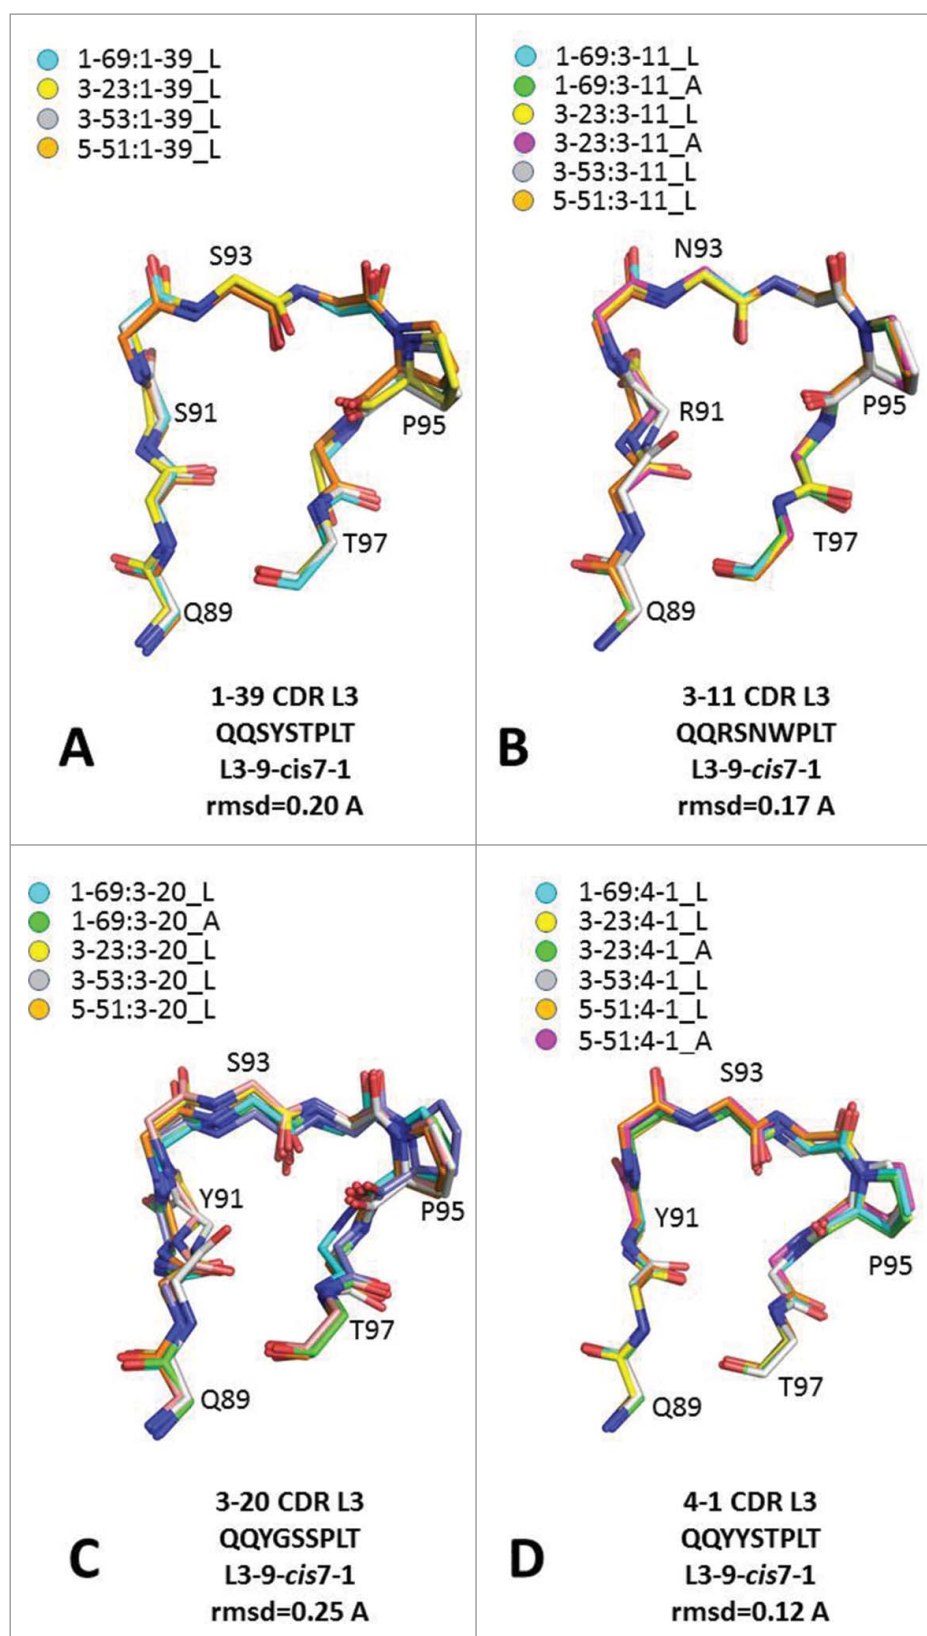 1-69:1-39_L
3-23:1-39_L
3-53:1-39_L
5-51:1-39_L
S93
S91
P95
T97
Q89
A
1-39 CDR L3
QQSYSTPLT
L3-9-cis7-1
rmsd=0.20 A
1-69:3-11_L
1-69:3-11_A
3-23:3-11_L
3-23:3-11_A
3-53:3-11_L
5-51:3-11_L
N93
R91
P95
T97
Q89
B
3-11 CDR L3
QQRSNWPLT
L3-9-cis7-1
rmsd=0.17 A
1-69:3-20_L
1-69:3-20_A
3-23:3-20_L
3-53:3-20_L
5-51:3-20_L
S93
Y91
P95
T97
Q89
C
3-20 CDR L3
QQYGSSPLT
L3-9-cis7-1
rmsd=0.25 A
1-69:4-1_L
3-23:4-1_L
3-23:4-1_A
3-53:4-1_L
5-51:4-1_L
5-51:4-1_A
S93
Y91
P95
T97
Q89
D
4-1 CDR L3
QQYYSTPLT
L3-9-cis7-1
rmsd=0.12 A